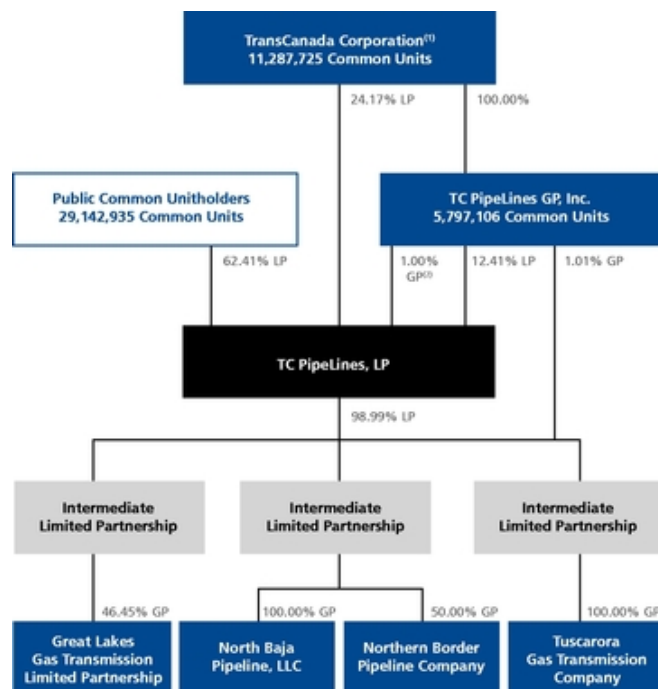 TransCanada Corporation(1)
11,287,725 Common Units
24.17% LP
100.00%
Public Common Unitholders
29,142,935 Common Units
TC PipeLines GP, Inc.
5,797,106 Common Units
62.41% LP
1.00%
GP(2)
12.41% LP
1.01% GP
TC PipeLines, LP
98.99% LP
Intermediate
Limited Partnership
Intermediate
Limited Partnership
Intermediate
Limited Partnership
46.45% GP
100.00% GP
50.00% GP
100.00% GP
Great Lakes
Gas Transmission
Limited Partnership
North Baja
Pipeline, LLC
Northern Border
Pipeline Company
Tuscarora
Gas Transmission
Company